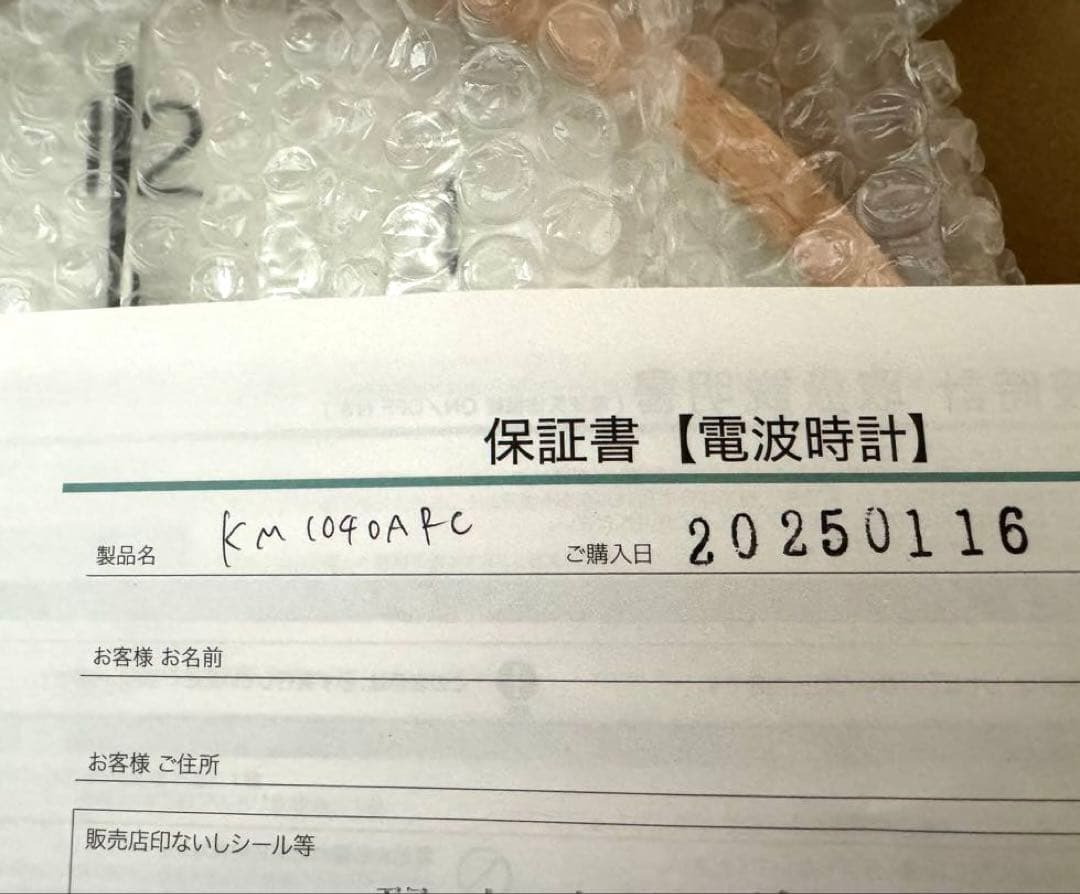 12
保証書【電波時計】
製品名 KM1040ARC ご購入日 20250116
お客様 お名前
お客様 ご住所
販売店印ないしシール等